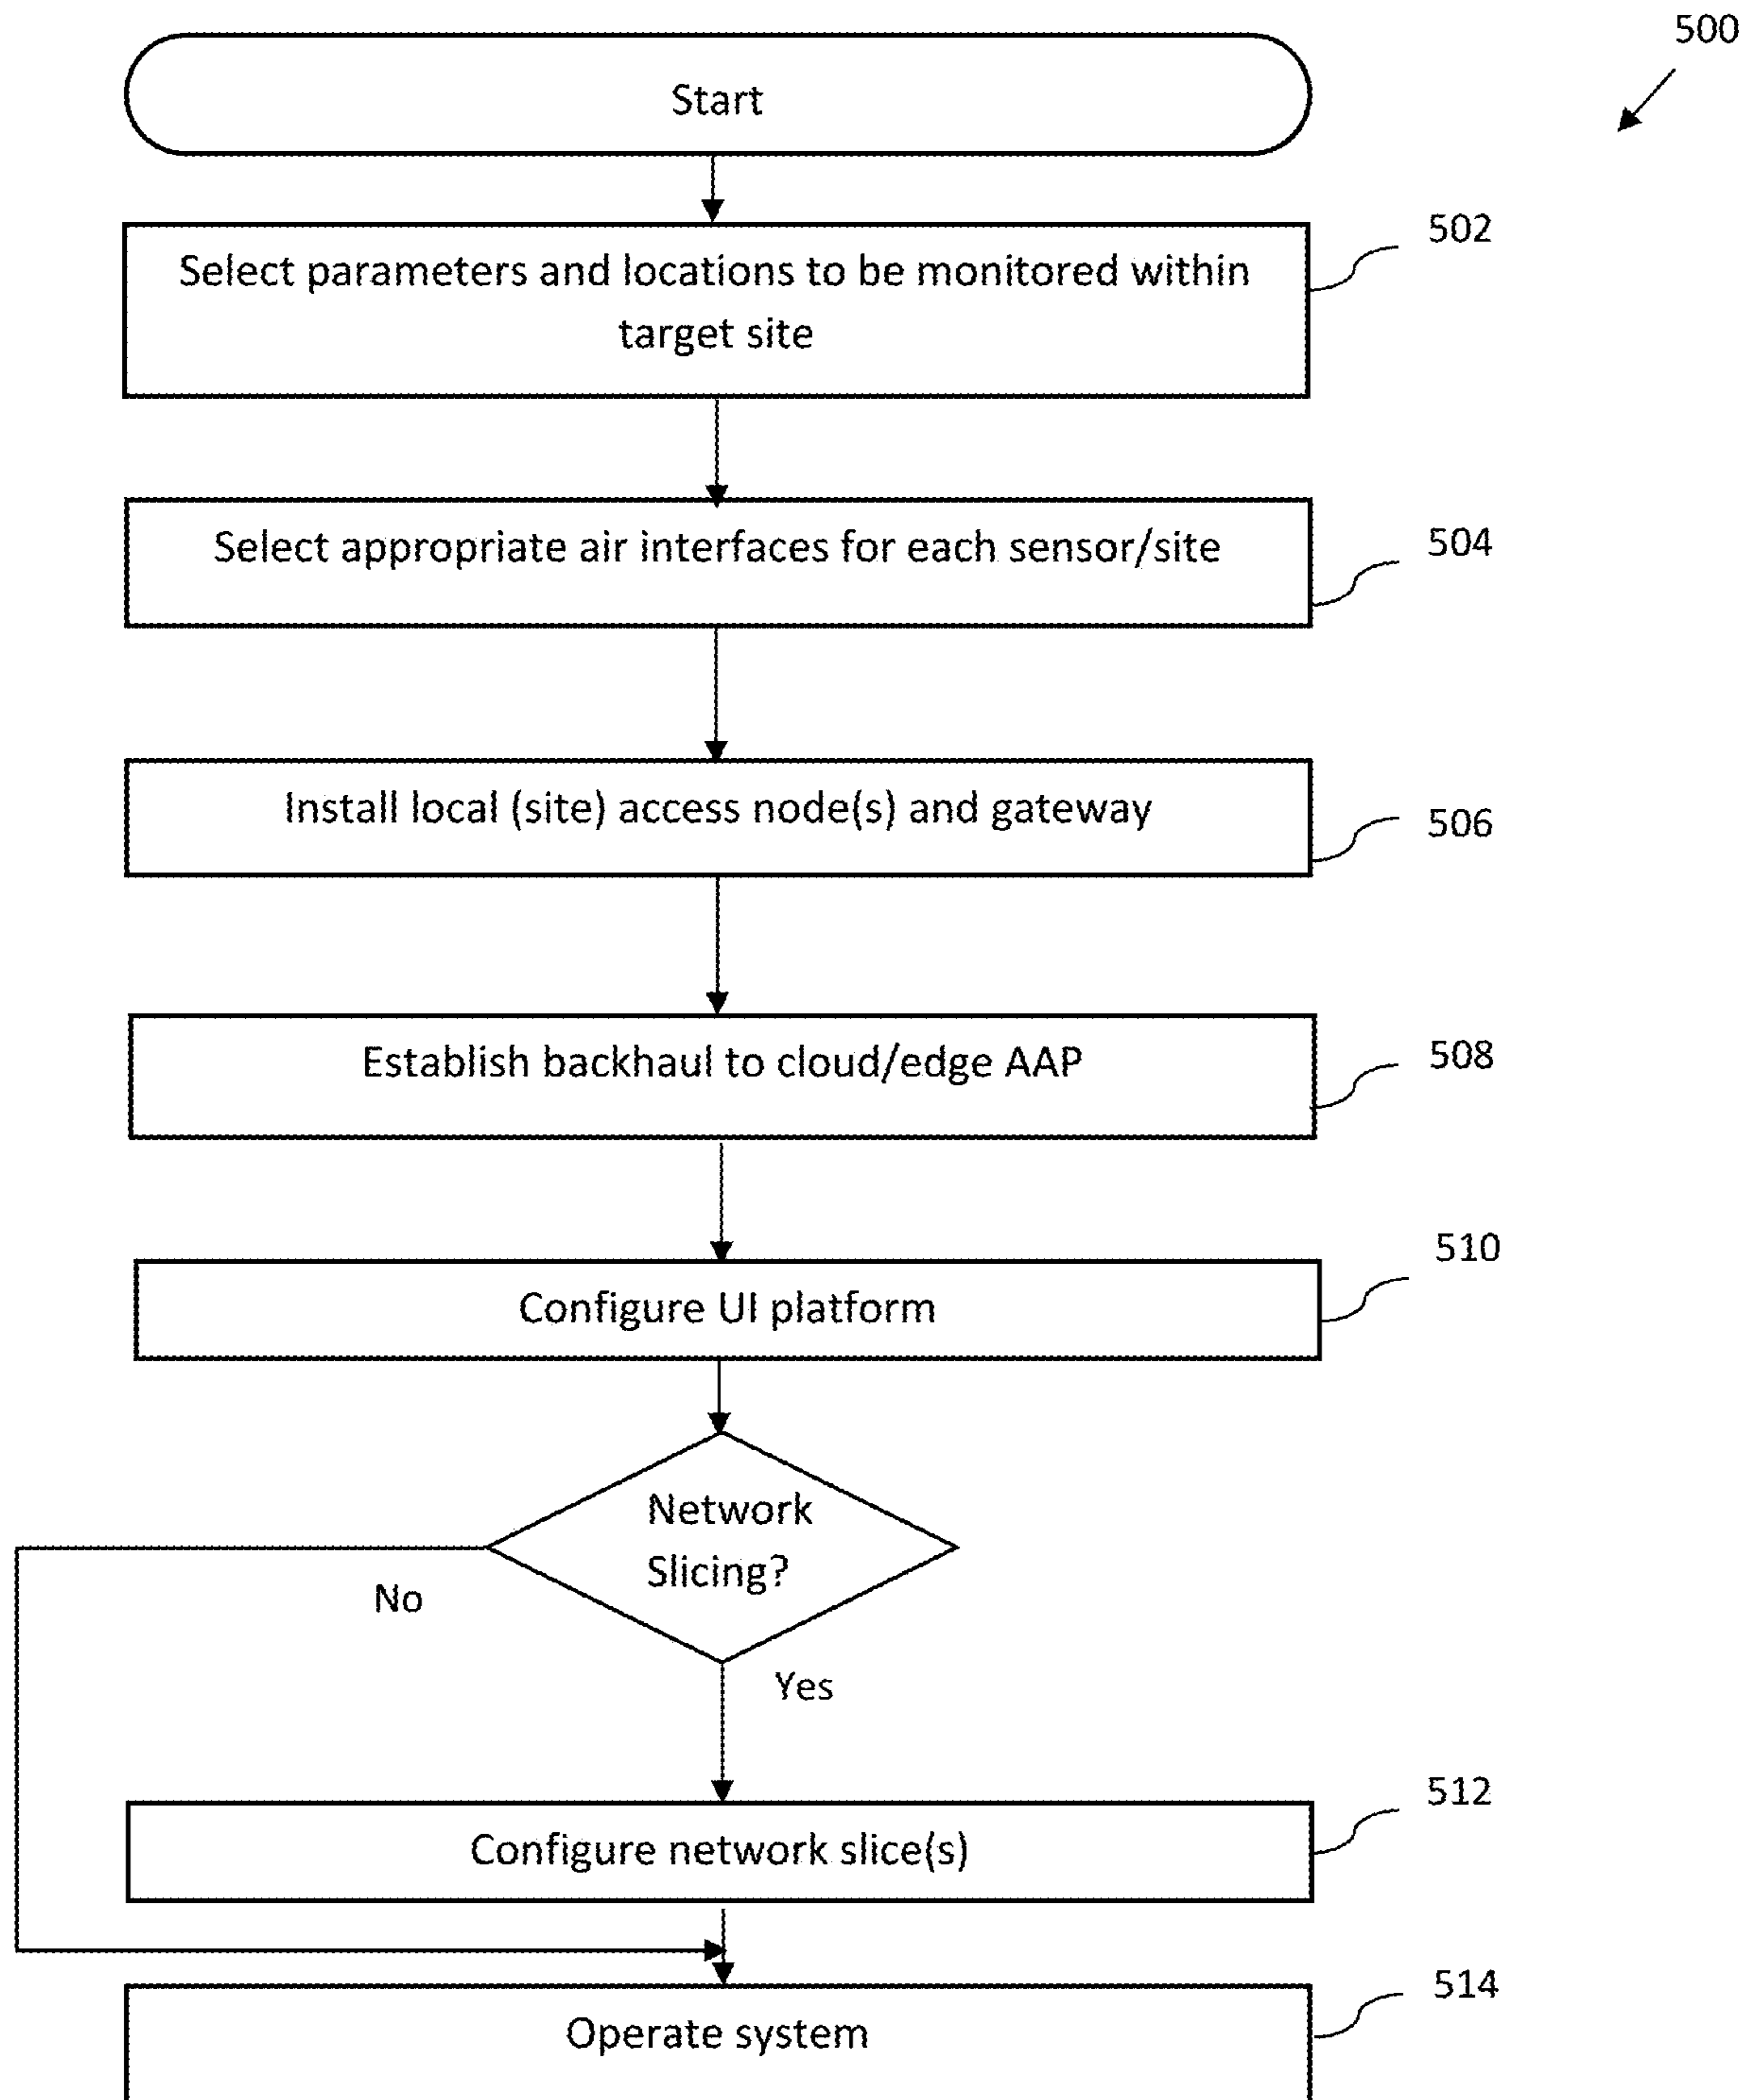 500
Start
502
Select parameters and locations to be monitored within
target site
504
Select appropriate air interfaces for each sensor/site
Install local (site) access node(s) and gateway
506
Establish backhaul to cloud/edge AAP
508
510
Configure UI platform
Network
Slicing?
No
Yes
512
Configure network slice(s)
514
Operate system